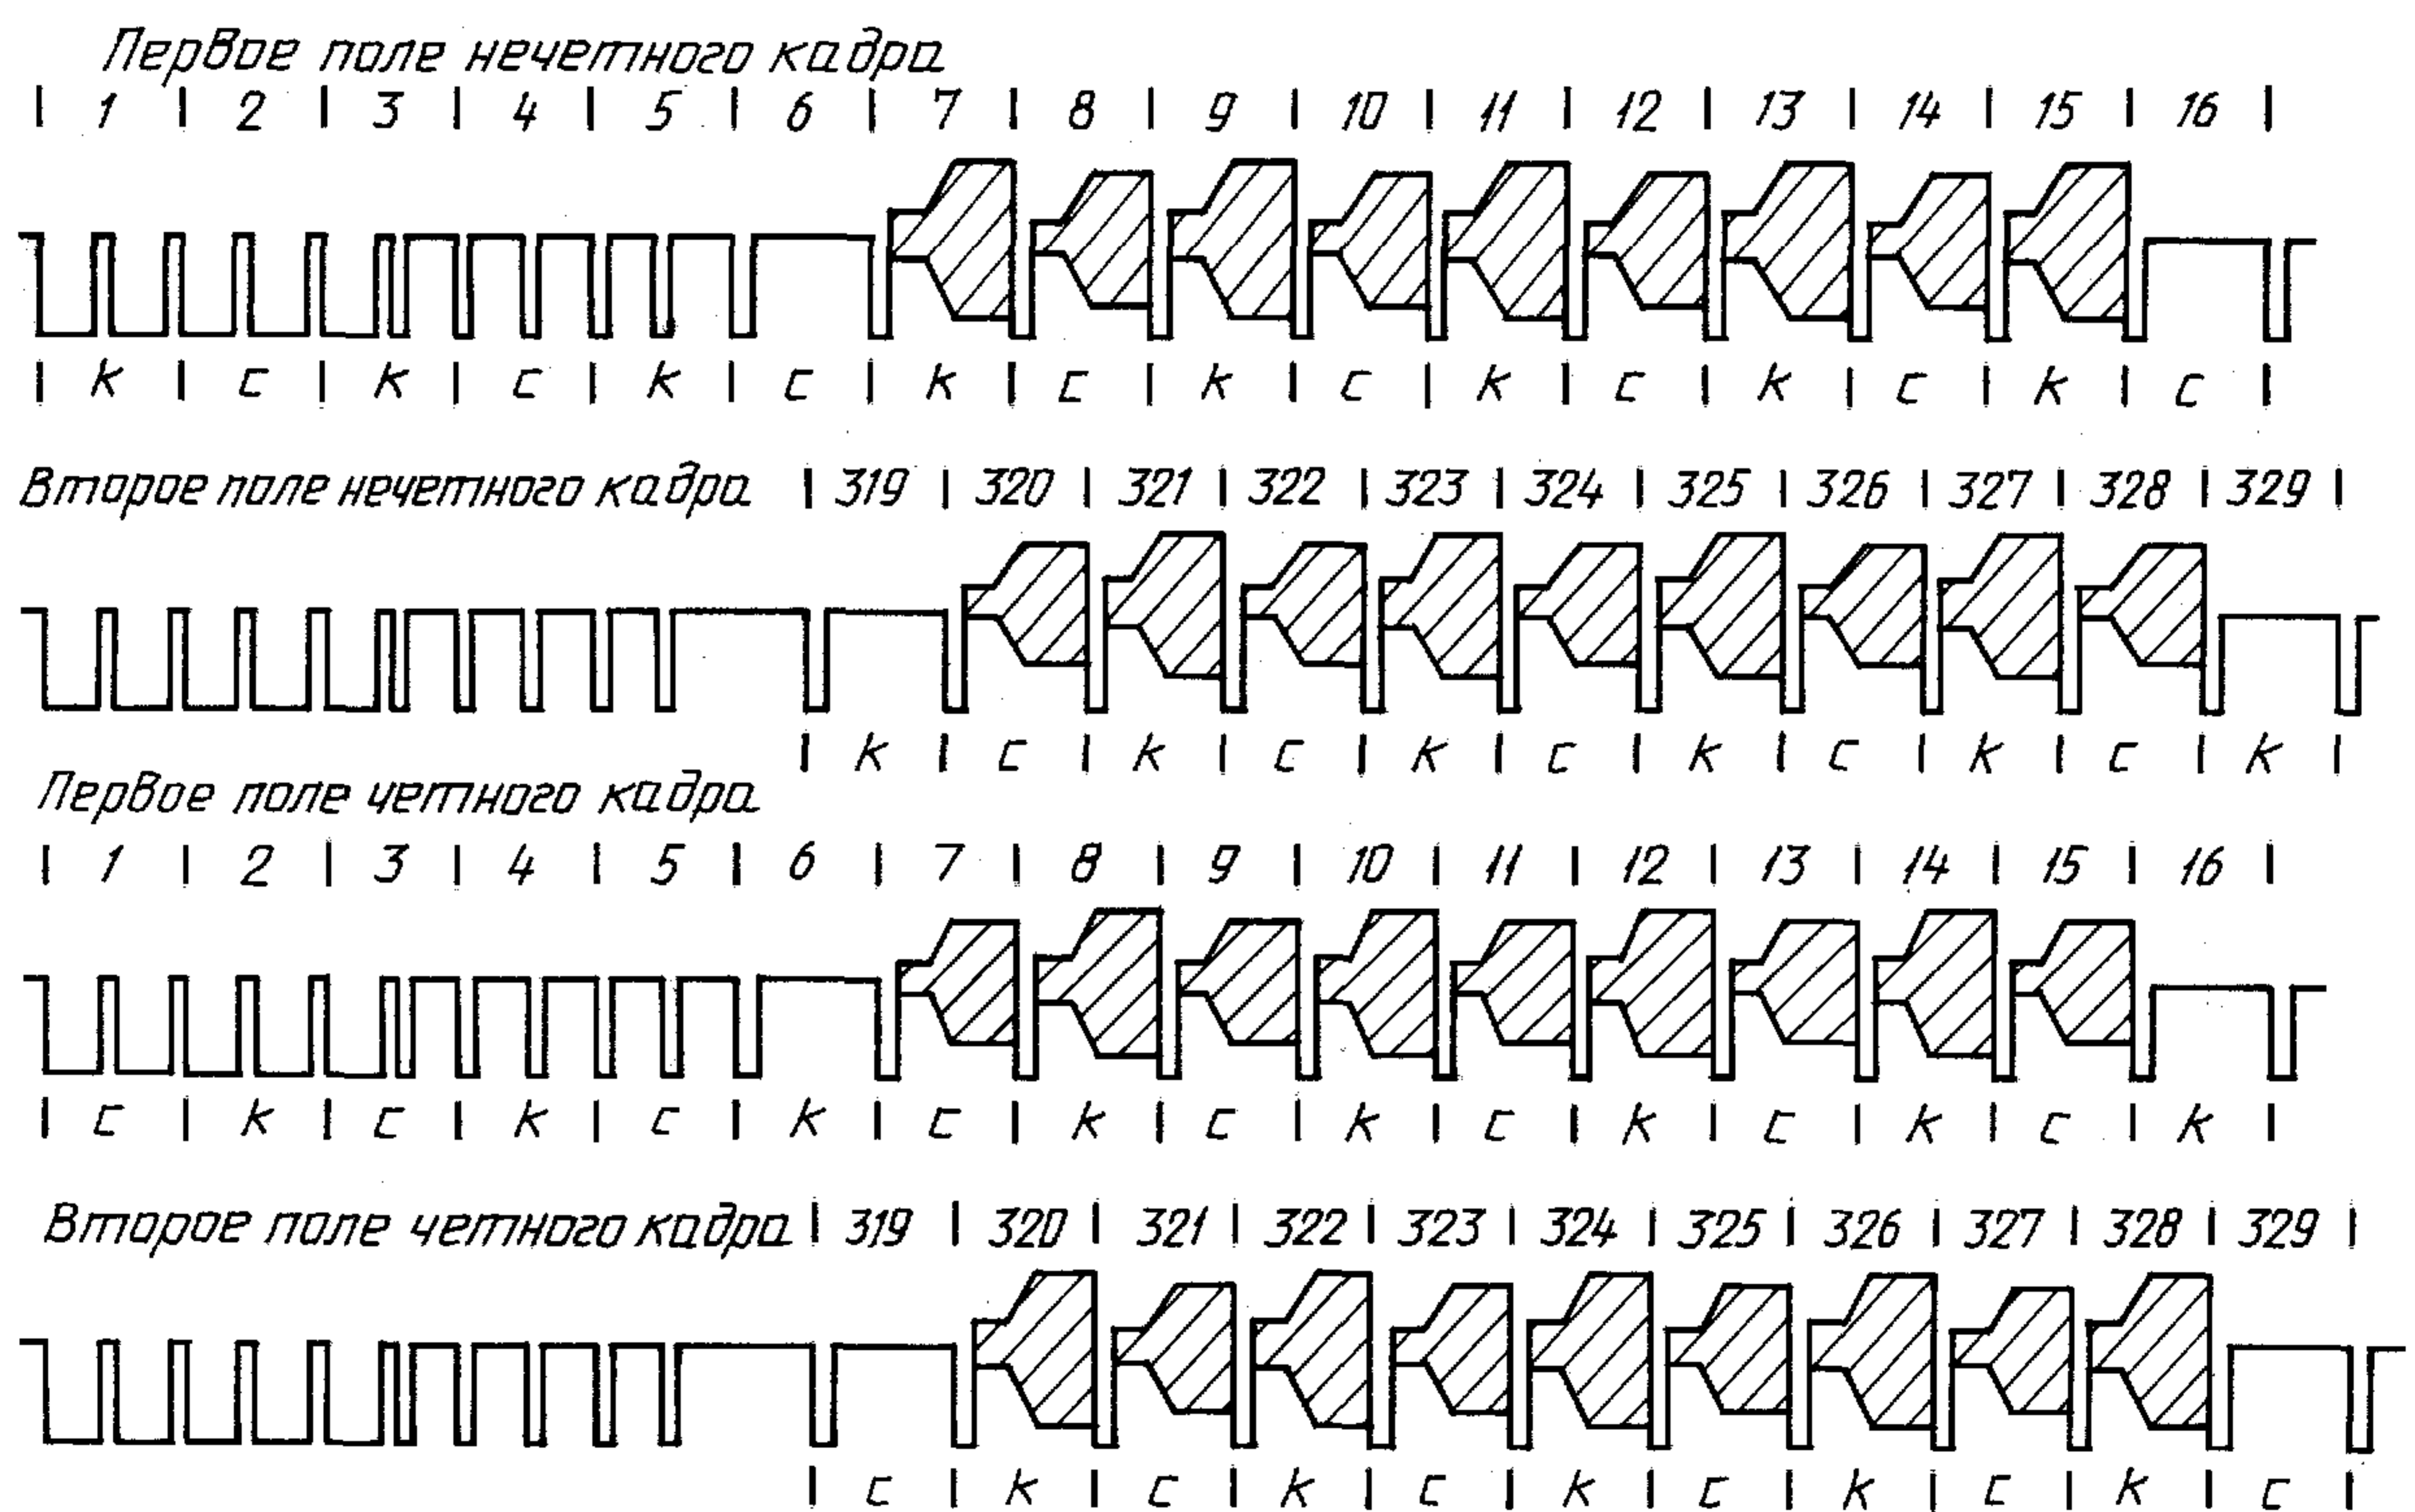 Первое поле нечетного кадра
| 1 | 2 | 3 | 4 | 5 | 6 | 7 | 8 | 9 | 10 | 11 | 12 | 13 | 14 | 15 | 16 |
| к | с | к | с | к | с | к | с | к | с | к | с | к | с | к | с |
Второе поле нечетного кадра | 319 | 320 | 321 | 322 | 323 | 324 | 325 | 326 | 327 | 328 | 329 |
| к | с | к | с | к | с | к | с | к | с | к |
Первое поле четного кадра
| 1 | 2 | 3 | 4 | 5 | 6 | 7 | 8 | 9 | 10 | 11 | 12 | 13 | 14 | 15 | 16 |
| с | к | с | к | с | к | с | к | с | к | с | к | с | к | с | к |
Второе поле четного кадра | 319 | 320 | 321 | 322 | 323 | 324 | 325 | 326 | 327 | 328 | 329 |
| с | к | с | к | с | к | с | к | с | к | с |